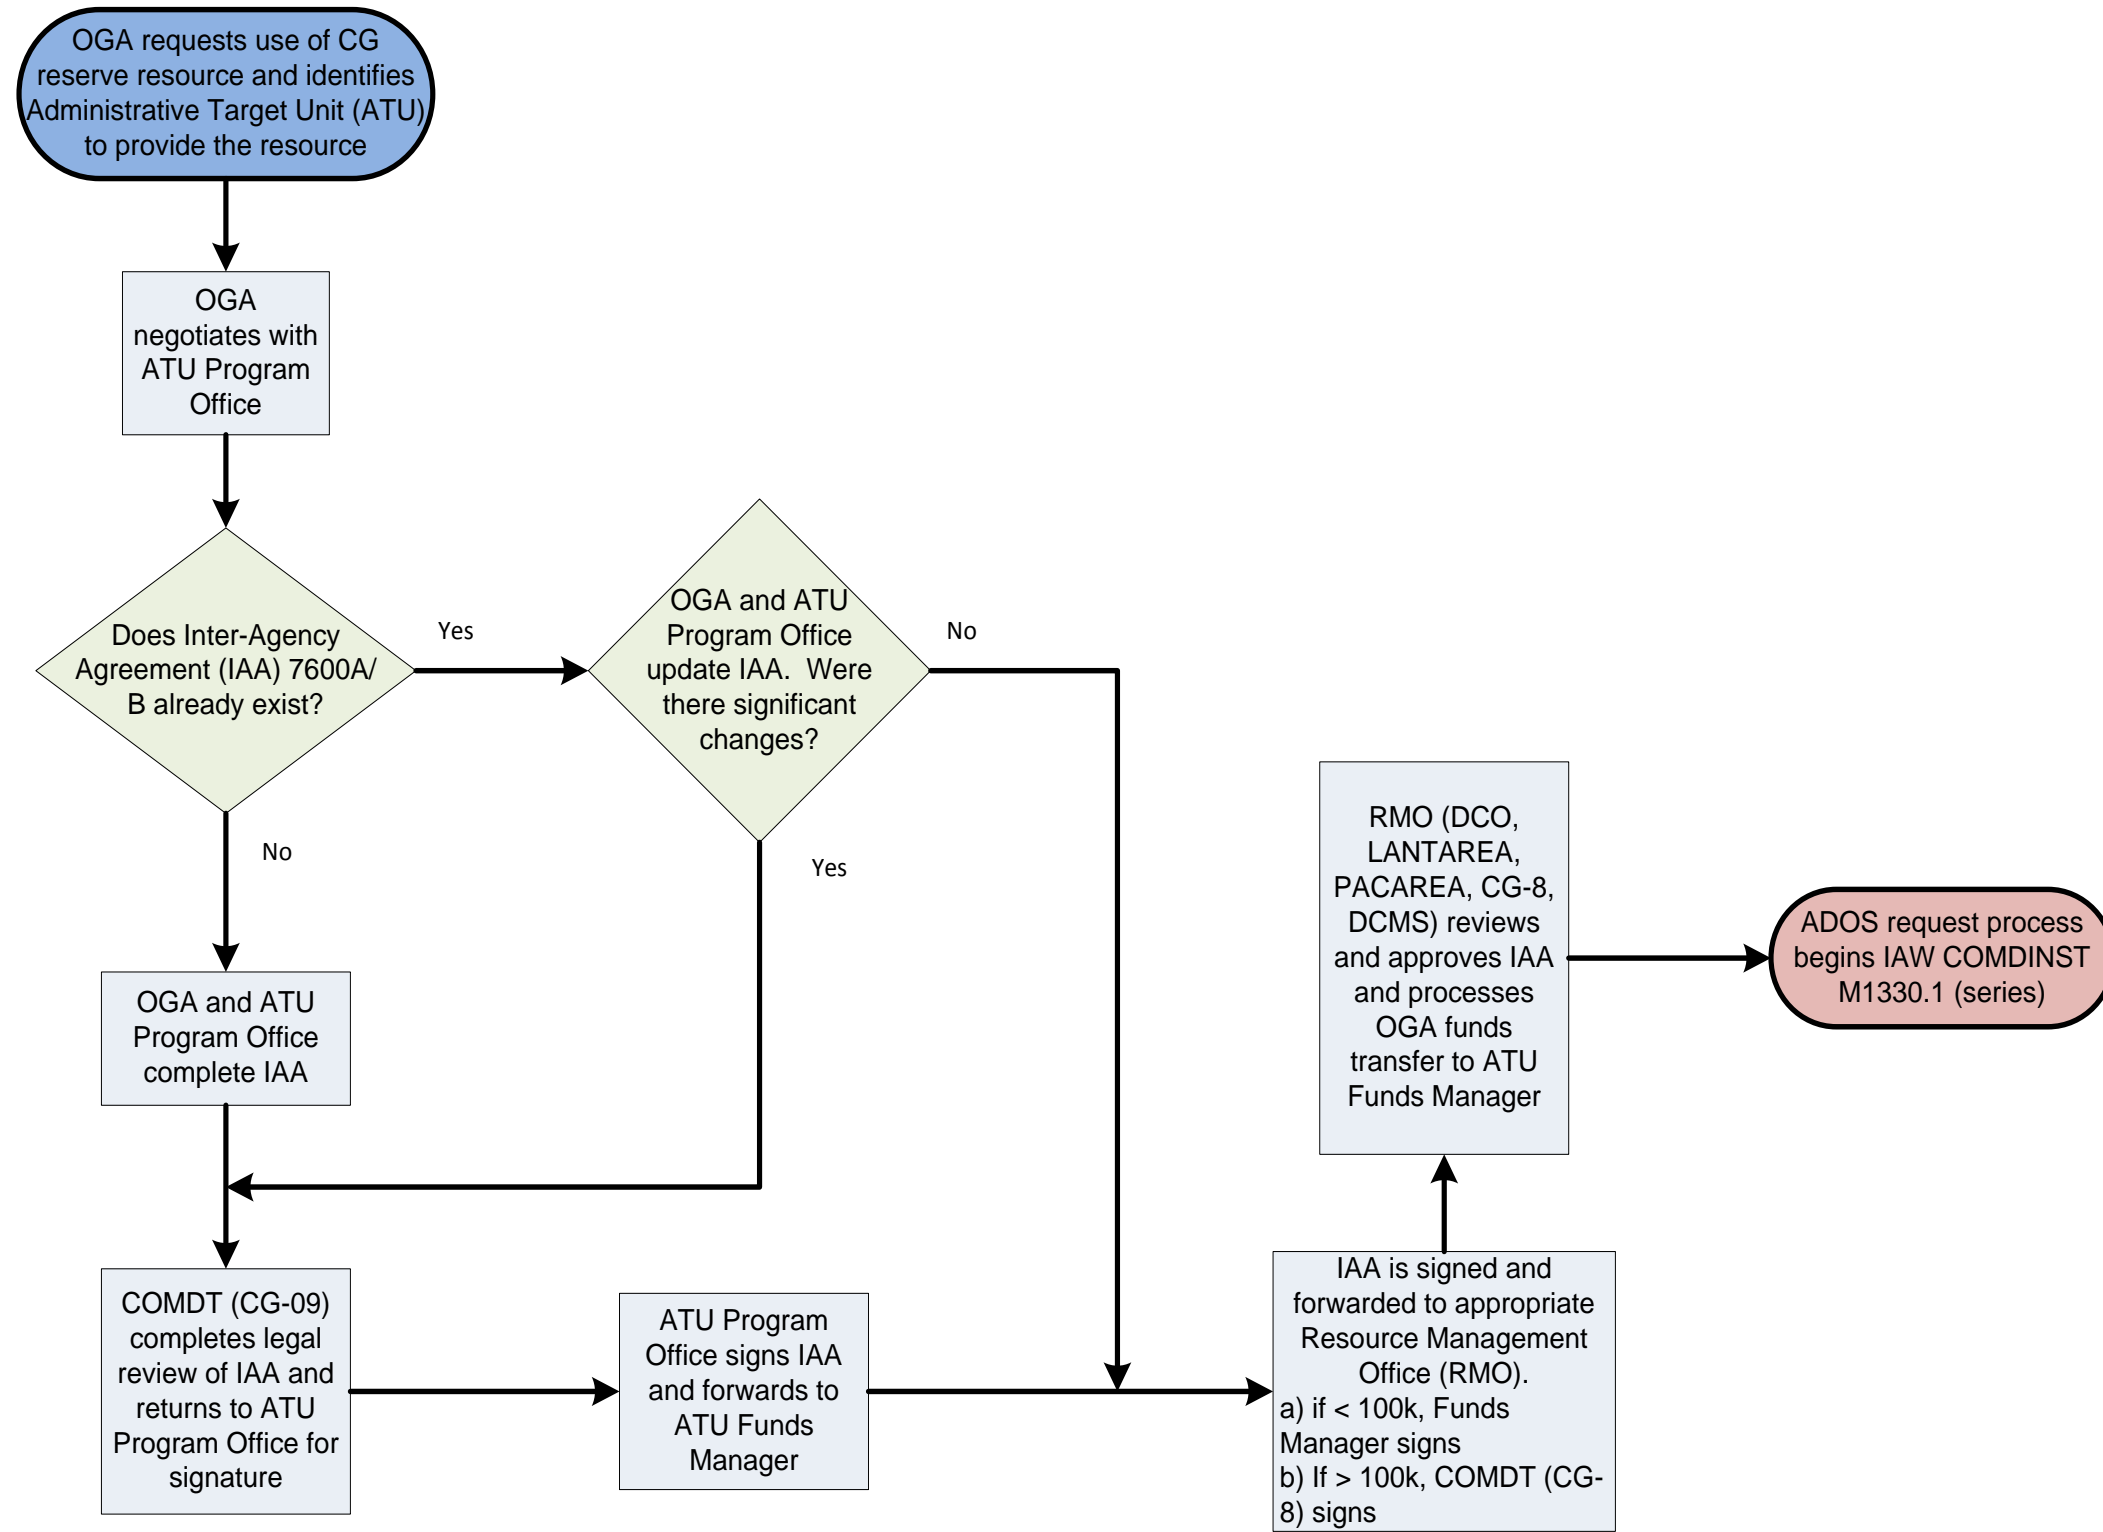 OGA requests use of CG
reserve resource and identifies
Administrative Target Unit (ATU)
to provide the resource
OGA
negotiates with
ATU Program
Office
Does Inter-Agency
Agreement (IAA) 7600A/
B already exist?
Yes
No
OGA and ATU
Program Office
update IAA.  Were
there significant
changes?
No
Yes
OGA and ATU
Program Office
complete IAA
COMDT (CG-09)
completes legal
review of IAA and
returns to ATU
Program Office for
signature
ATU Program
Office signs IAA
and forwards to
ATU Funds
Manager
IAA is signed and
forwarded to appropriate
Resource Management
Office (RMO).
a) if < 100k, Funds
Manager signs
b) If > 100k, COMDT (CG-
8) signs
RMO (DCO,
LANTAREA,
PACAREA, CG-8,
DCMS) reviews
and approves IAA
and processes
OGA funds
transfer to ATU
Funds Manager
ADOS request process
begins IAW COMDINST
M1330.1 (series)